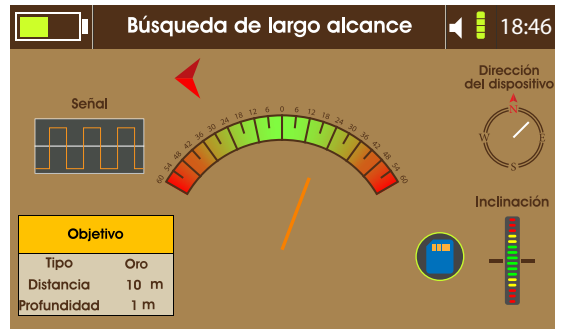 Búsqueda de largo alcance
18:46
Señal
60 54 48 42 36 30 24 18 12 6 0 6 12 18 24 30 36 42 48 54 60
Dirección
del dispositivo
N
W E
S
Inclinación
Objetivo
Tipo Oro
Distancia 10 m
Profundidad 1 m